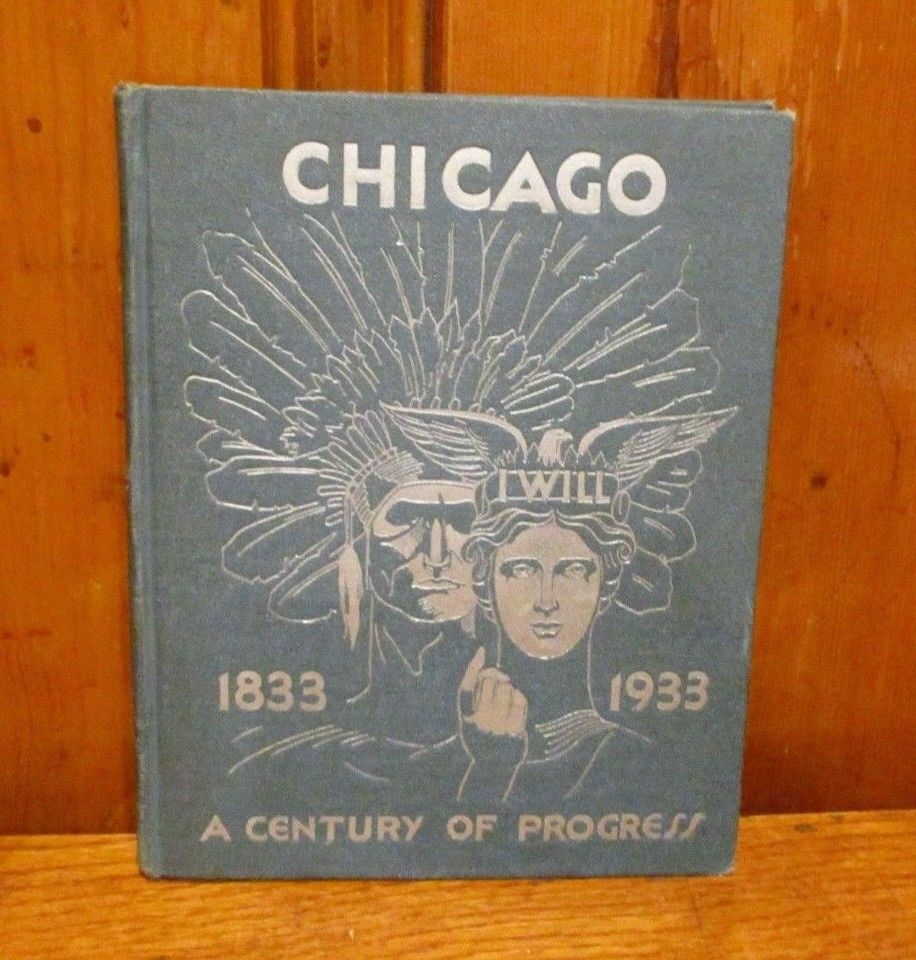 CHICAGO
I WILL
1833 1933
A CENTURY OF PROGRESS